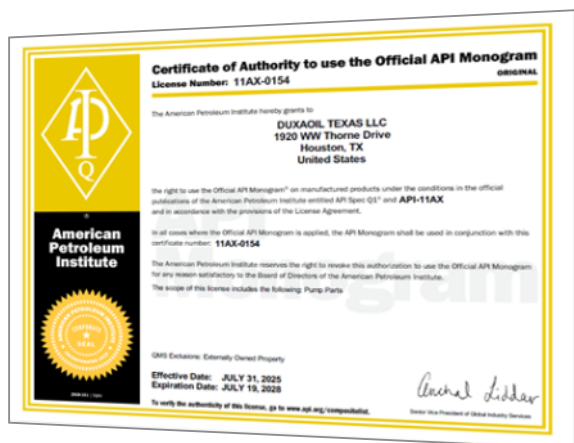 Certificate of Authority to use the Official API Monogram
License Number: 11AX-0154
ORIGINAL
The American Petroleum Institute hereby grants to
DUXAOIL TEXAS LLC
1920 WW Thorne Drive
Houston, TX
United States
the right to use the Official API Monogram® on manufactured products under the conditions in the official
publications of the American Petroleum Institute entitled API Spec Q1® and API-11AX
and in accordance with the provisions of the License Agreement.
In all cases where the Official API Monogram is applied, the API Monogram shall be used in conjunction with this
certificate number: 11AX-0154
The American Petroleum Institute reserves the right to revoke this authorization to use the Official API Monogram
for any reason satisfactory to the Board of Directors of the American Petroleum Institute.
The scope of this license includes the following: Pump Parts
QMS Exclusions: Externally Owned Property
Effective Date: JULY 31, 2025
Expiration Date: JULY 19, 2028
To verify the authenticity of this license, go to www.api.org/compositelist.
Senior Vice President of Global Industry Services
API
Q
®
American
Petroleum
Institute
AMERICAN PETROLEUM INSTITUTE
CORPORATE
SEAL
API
Monogram